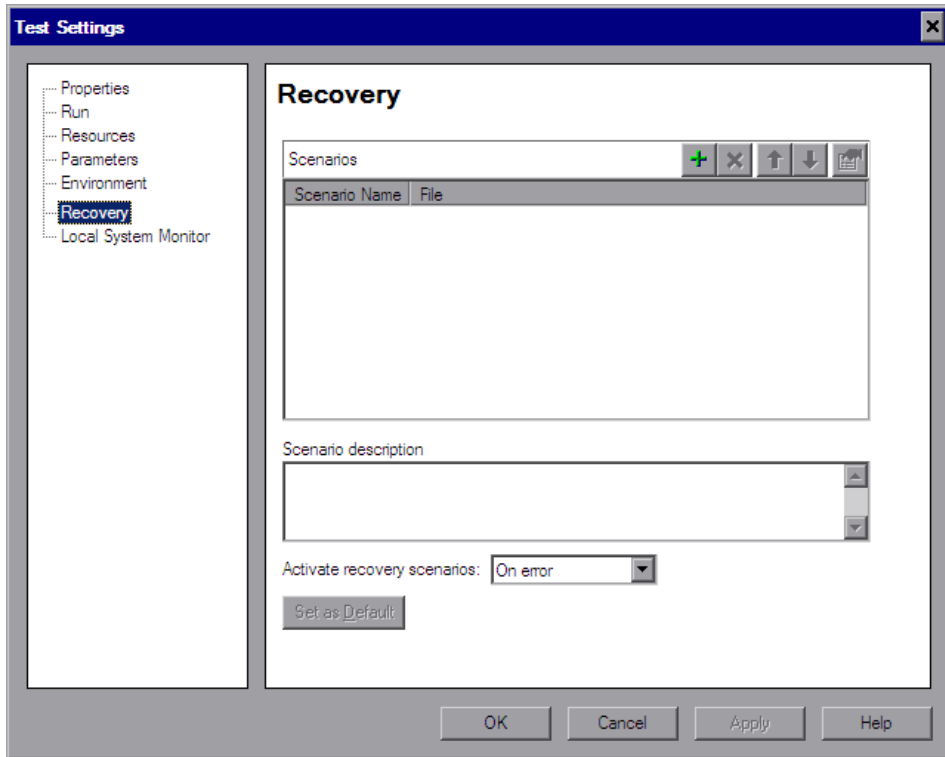 Test Settings
Properties
Run
Resources
Parameters
Environment
Recovery
Local System Monitor
Recovery
Scenarios
Scenario Name File
Scenario description
Activate recovery scenarios: On error
Set as Default
OK Cancel Apply Help